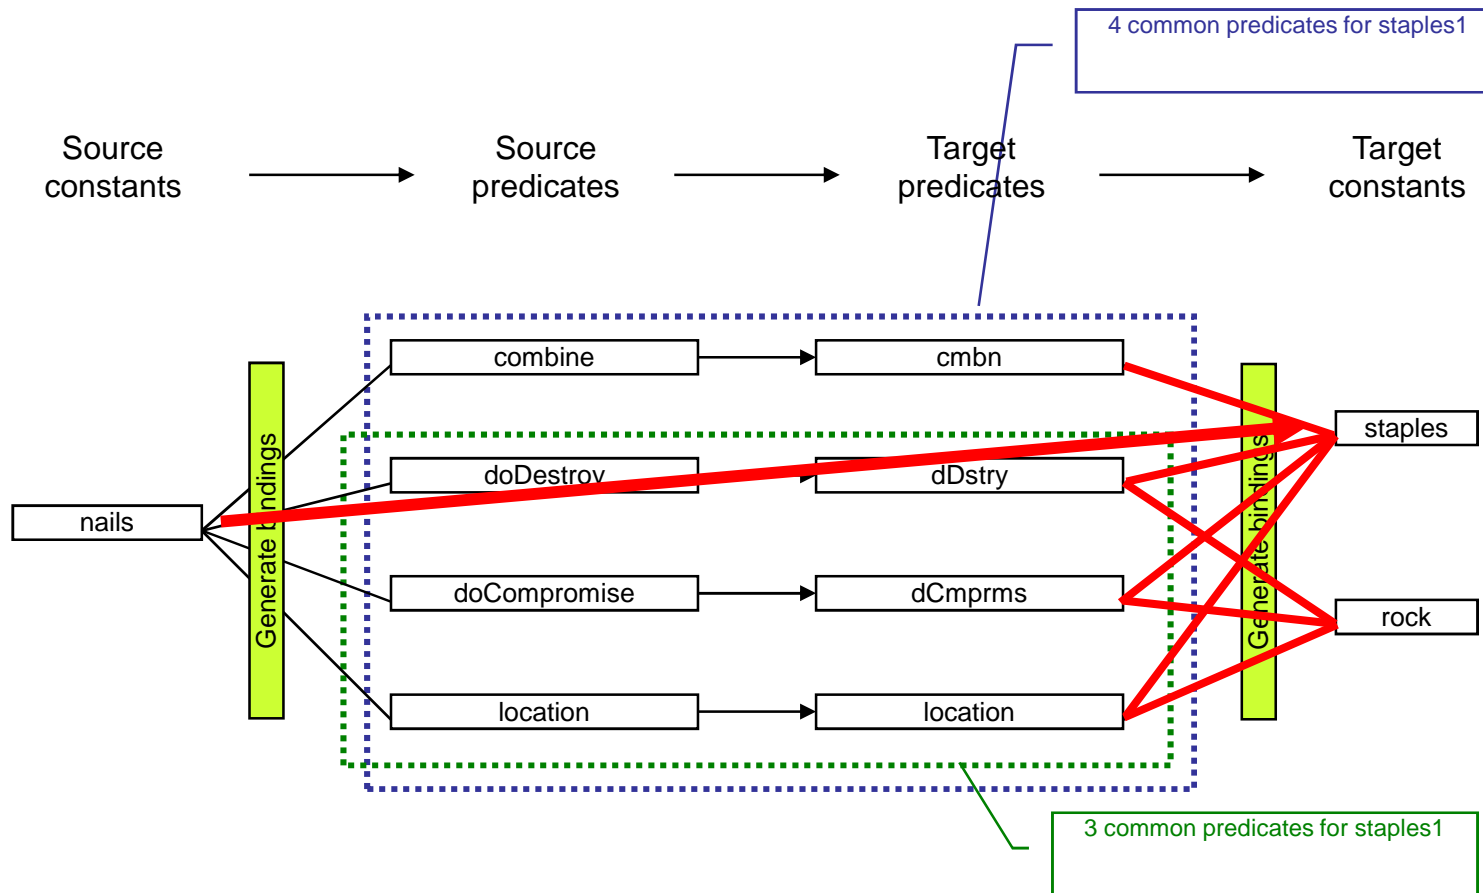 4 common predicates for staples1
Source
constants
Source
predicates
Target
predicates
Target
constants
combine
cmbn
staples
doDestroy
dDstry
nails
Generate bindings
Generate bindings
doCompromise
dCmprms
rock
location
location
3 common predicates for staples1